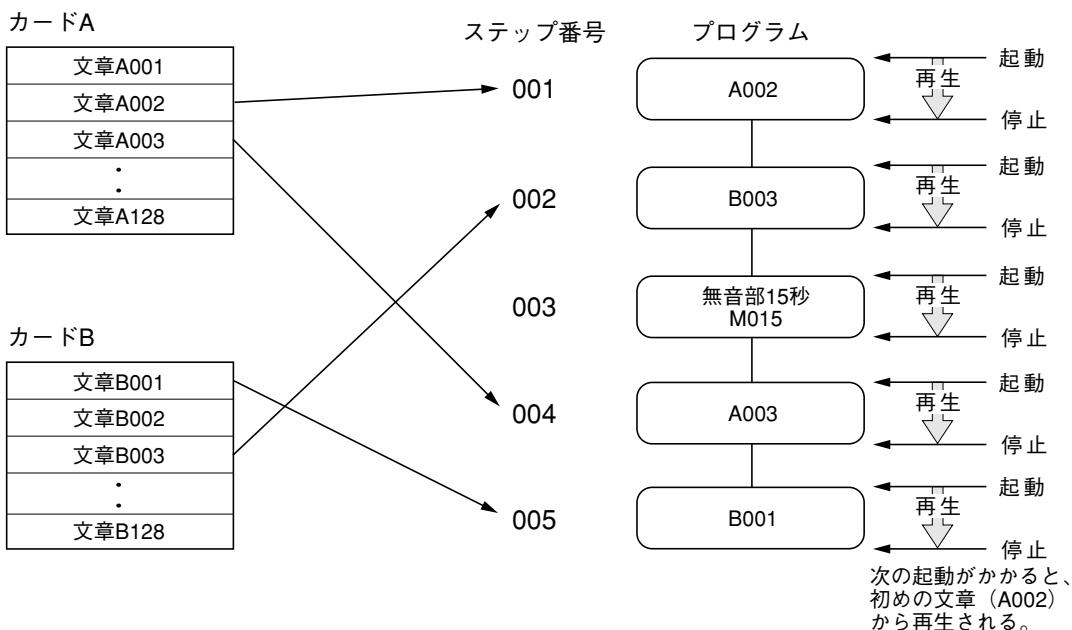 カードA
文章A001
文章A002
文章A003
:
文章A128
カードB
文章B001
文章B002
文章B003
:
文章B128
ステップ番号
001
002
003
004
005
プログラム
A002
B003
無音部15秒
M015
A003
B001
起動
再生
停止
起動
再生
停止
起動
再生
停止
起動
再生
停止
起動
再生
停止
次の起動がかかると、
初めの文章（A002）
から再生される。